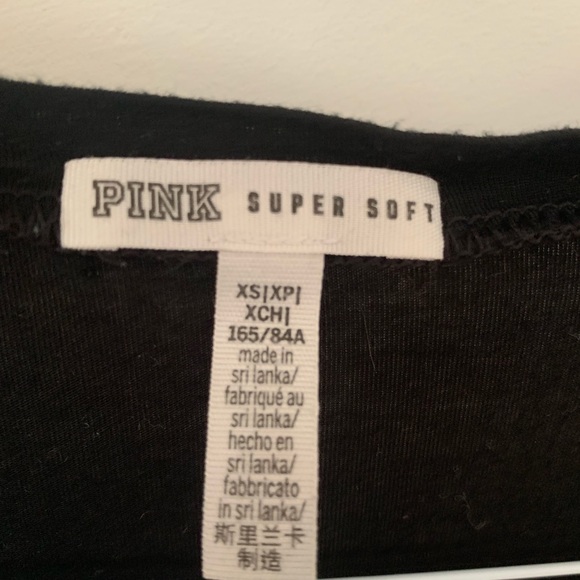 PINK SUPER SOFT
XS|XP|
XCH|
165/84A
made in
sri lanka/
fabriqué au
sri lanka/
hecho en
sri lanka/
fabbricato
in sri lanka/
斯里兰卡
制造